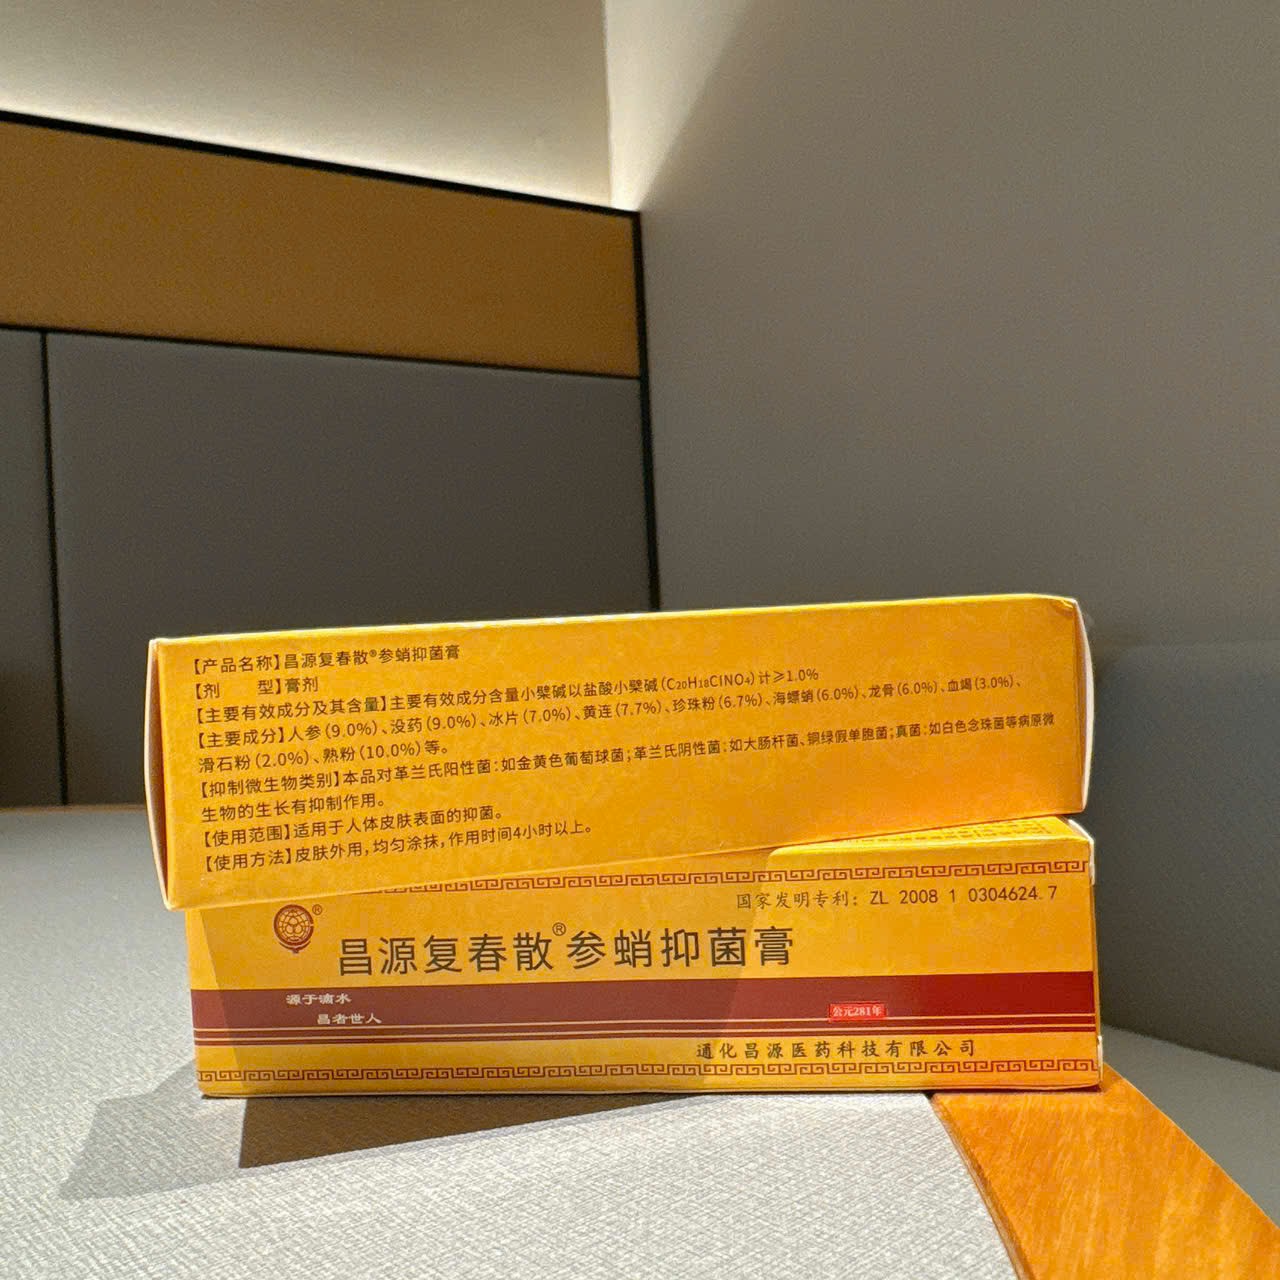 【产品名称】昌源复春散®参蛸抑菌膏
【剂　　型】膏剂
【主要有效成分及其含量】主要有效成分含量小檗碱以盐酸小檗碱(C₂₀H₁₈ClNO₄)计≥1.0%
【主要成分】人参(9.0%)、没药(9.0%)、冰片(7.0%)、黄连(7.7%)、珍珠粉(6.7%)、海螵蛸(6.0%)、龙骨(6.0%)、血竭(3.0%)、
滑石粉(2.0%)、熟粉(10.0%)等。
【抑制微生物类别】本品对革兰氏阳性菌:如金黄色葡萄球菌;革兰氏阴性菌:如大肠杆菌、铜绿假单胞菌;真菌:如白色念珠菌等病原微
生物的生长有抑制作用。
【使用范围】适用于人体皮肤表面的抑菌。
【使用方法】皮肤外用,均匀涂抹,作用时间4小时以上。
国家发明专利: ZL 2008 1 0304624.7
®
昌源复春散®参蛸抑菌膏
源于滴水
昌者世人
公元281年
通化昌源医药科技有限公司